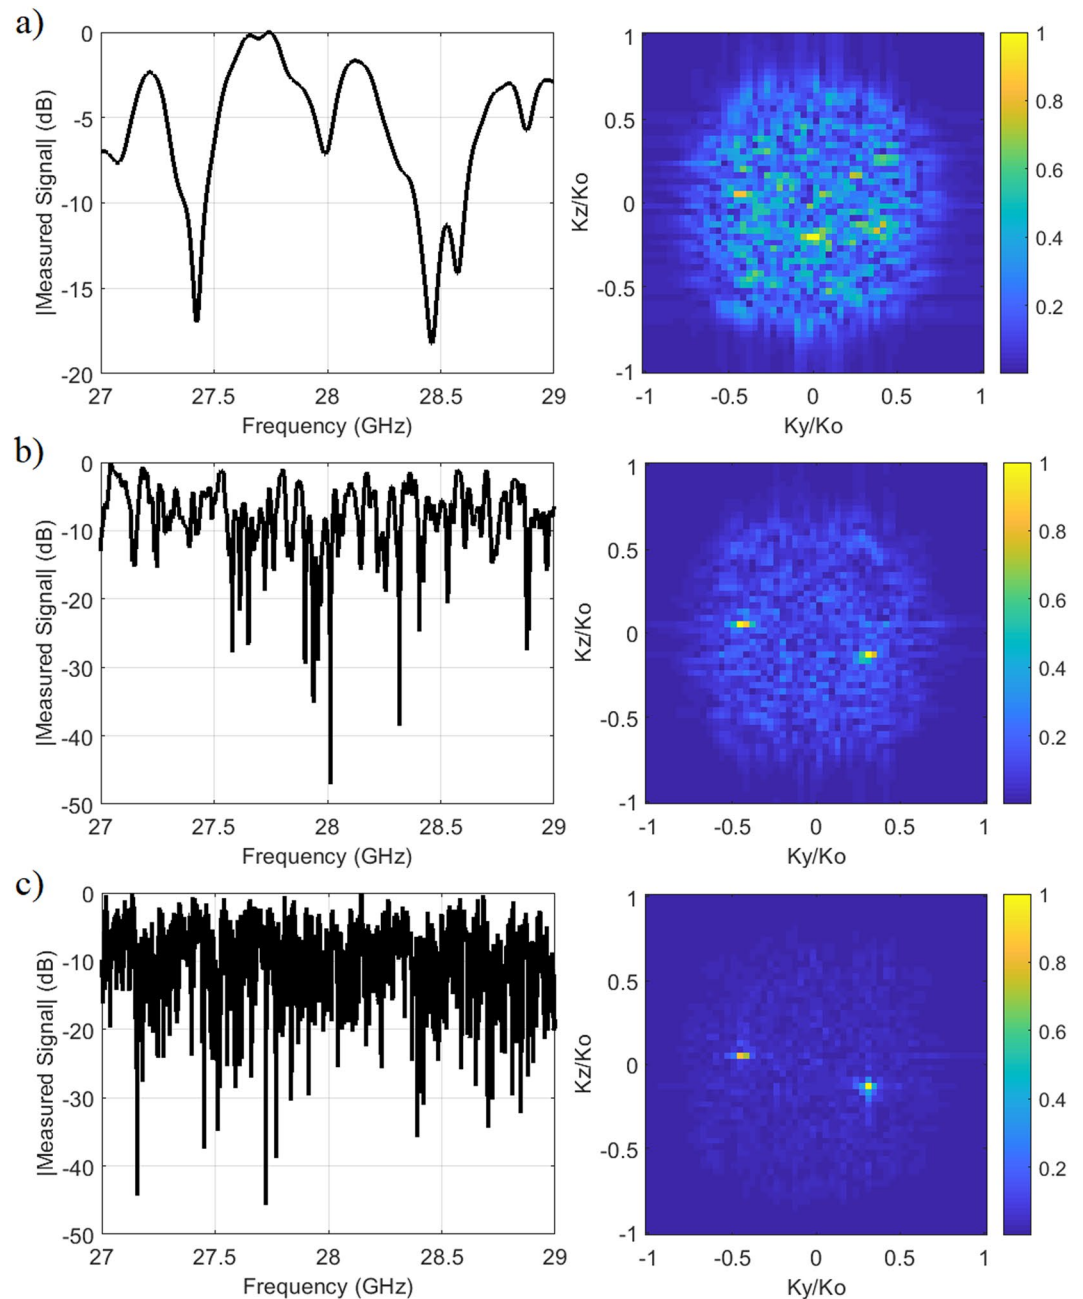 a)
|Measured Signal| (dB)
0
-5
-10
-15
-20
27 27.5 28 28.5 29
Frequency (GHz)
Kz/Ko
1
0.5
0
-0.5
-1
-1 -0.5 0 0.5 1
Ky/Ko
1
0.8
0.6
0.4
0.2
b)
|Measured Signal| (dB)
0
-10
-20
-30
-40
-50
27 27.5 28 28.5 29
Frequency (GHz)
Kz/Ko
1
0.5
0
-0.5
-1
-1 -0.5 0 0.5 1
Ky/Ko
1
0.8
0.6
0.4
0.2
c)
|Measured Signal| (dB)
0
-10
-20
-30
-40
-50
27 27.5 28 28.5 29
Frequency (GHz)
Kz/Ko
1
0.5
0
-0.5
-1
-1 -0.5 0 0.5 1
Ky/Ko
1
0.8
0.6
0.4
0.2